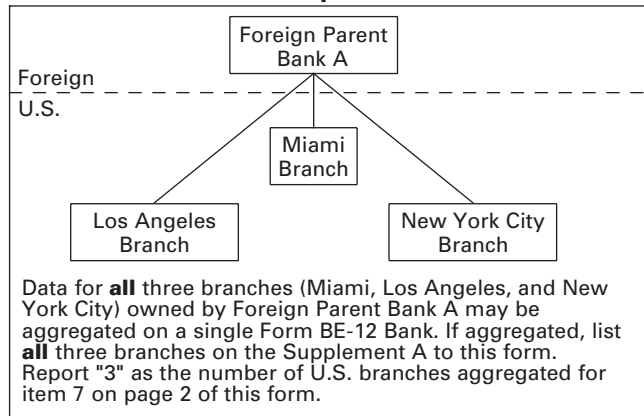 Foreign Parent
Bank A
Foreign
U.S.
Miami
Branch
Los Angeles
Branch
New York City
Branch
Data for all three branches (Miami, Los Angeles, and New
York City) owned by Foreign Parent Bank A may be
aggregated on a single Form BE-12 Bank. If aggregated, list
all three branches on the Supplement A to this form.
Report "3" as the number of U.S. branches aggregated for
item 7 on page 2 of this form.